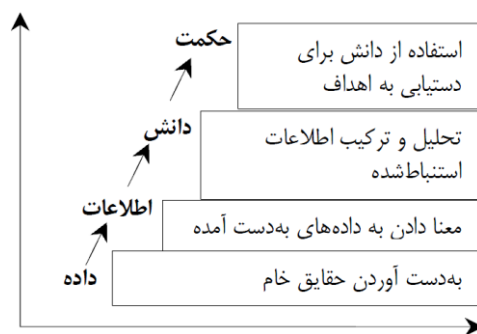 حکمت
استفاده از دانش برای
دستیابی به اهداف
دانش
تحلیل و ترکیب اطلاعات
استنباط‌شده
اطلاعات
معنا دادن به داده‌های به‌دست آمده
داده
به‌دست آوردن حقایق خام